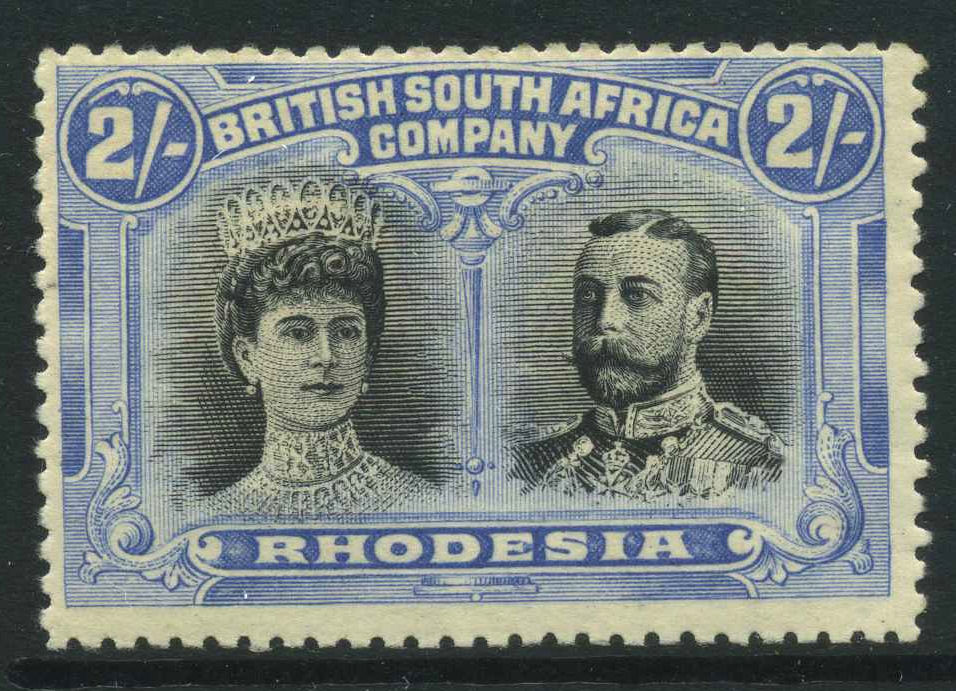 2/- 2/-
BRITISH SOUTH AFRICA
COMPANY
RHODESIA